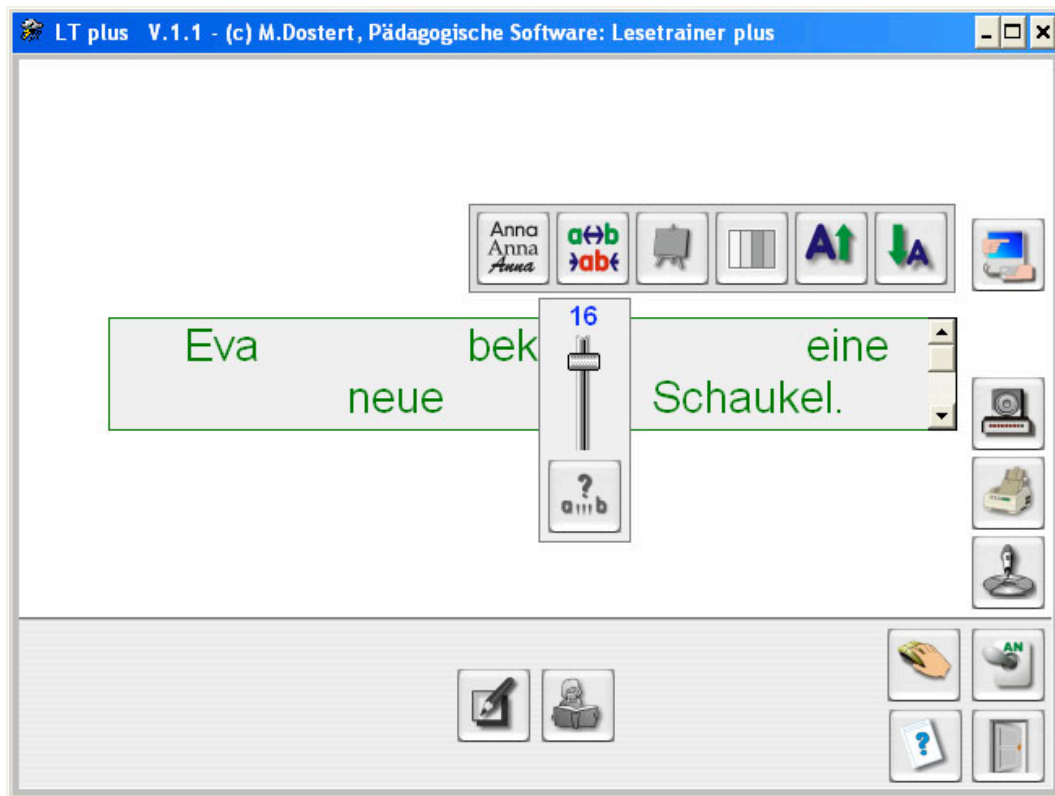 LT plus V.1.1 - (c) M.Dostert, Pädagogische Software: Lesetrainer plus
Anna
Anna
Anna
a↔b
›ab‹
A
A
16
Eva bek eine
neue Schaukel.
?
a b
AN
?